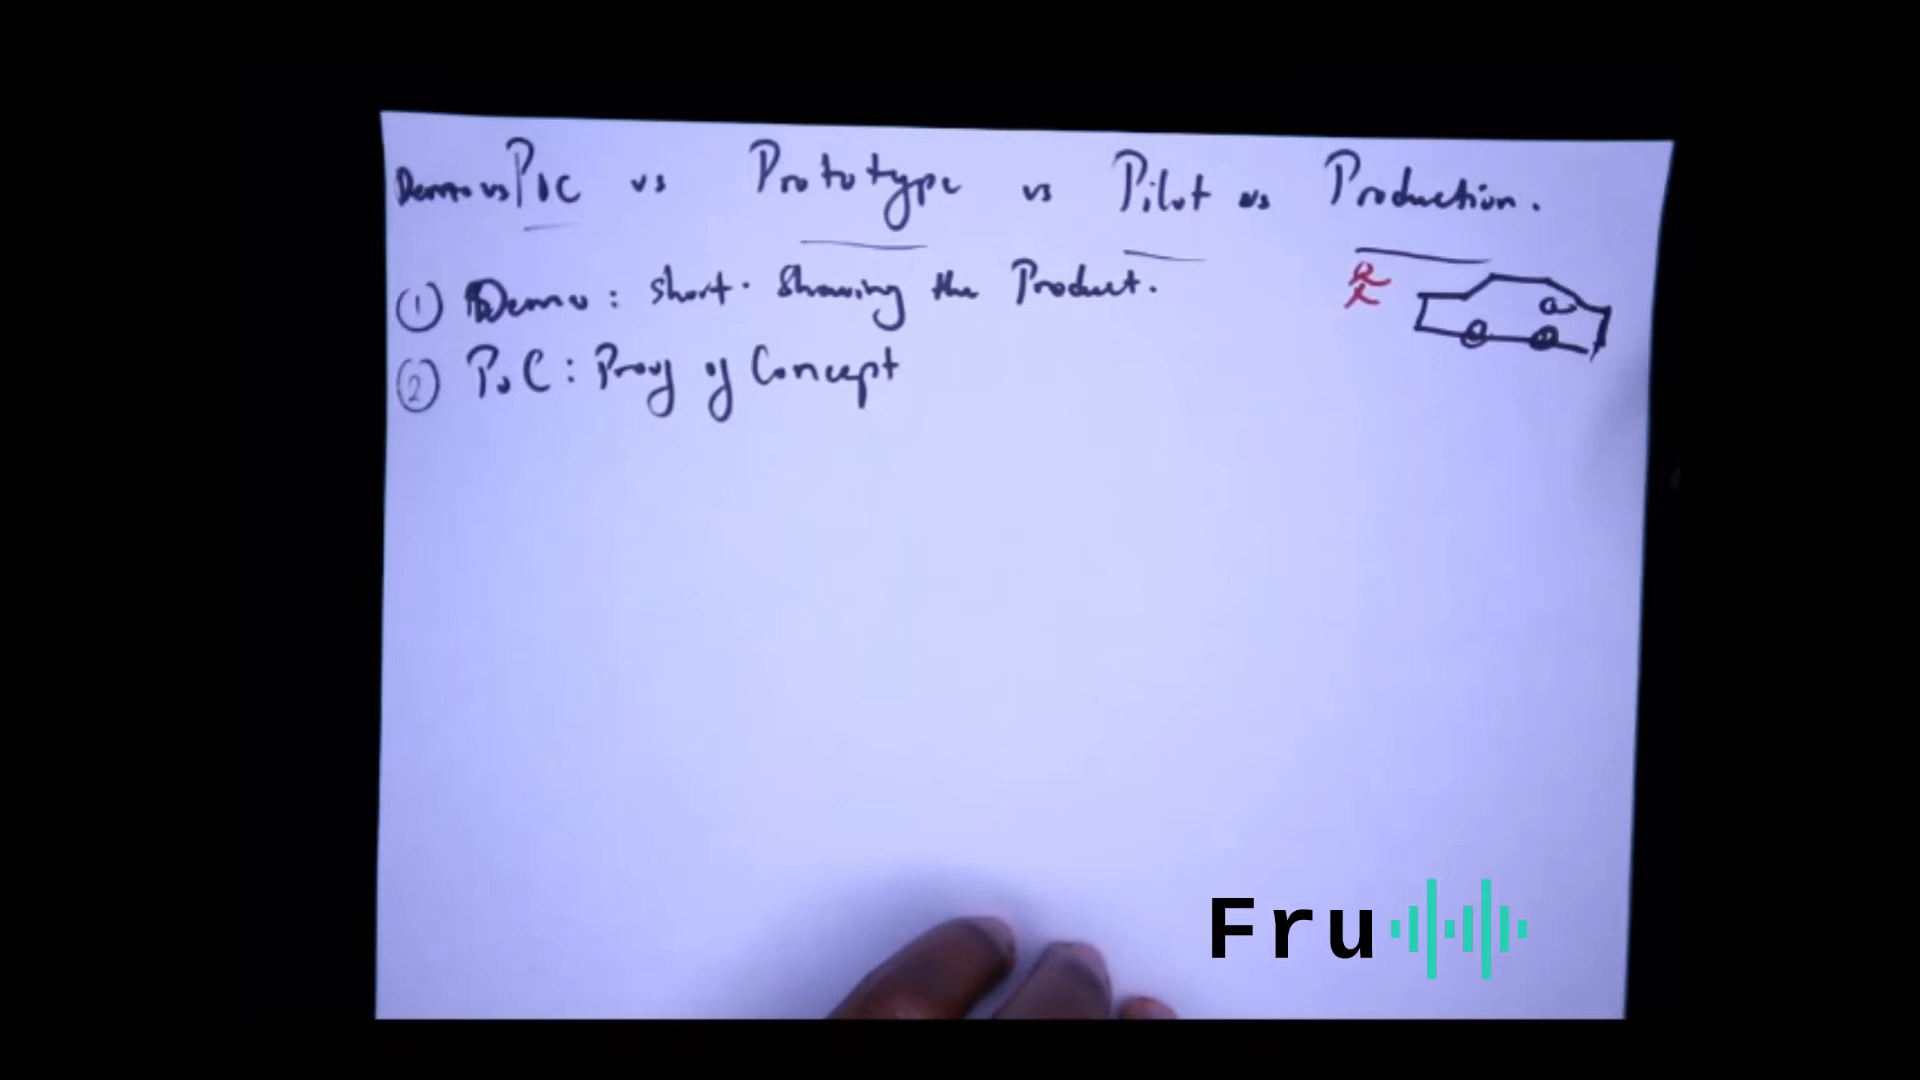 Demo vs PoC vs Prototype vs Pilot vs Production.
① Demo: short. Showing the Product.
② PoC: Proof of Concept
Fru